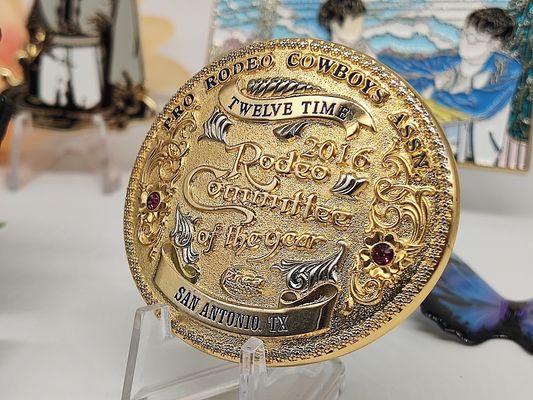 PRO RODEO COWBOYS ASSN
TWELVE TIME
2016
Rodeo
Committee
of the year
SAN ANTONIO, TX